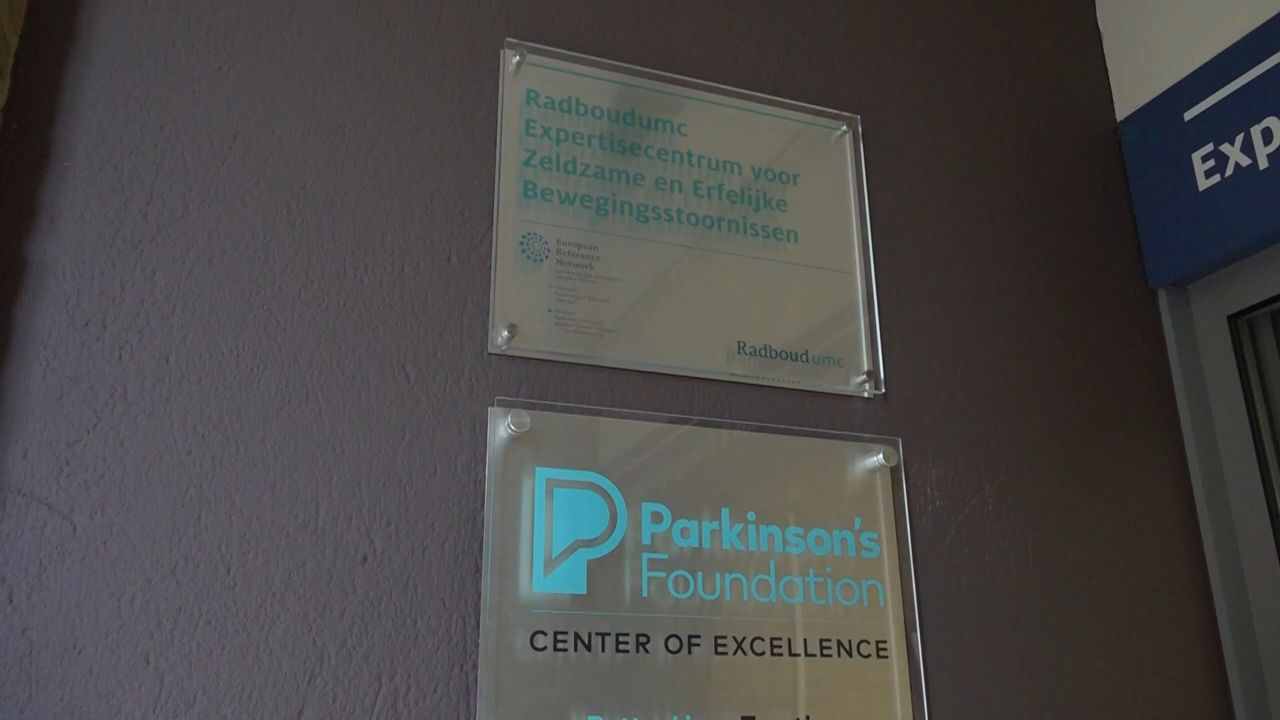 Radboudumc
Expertisecentrum voor
Zeldzame en Erfelijke
Bewegingsstoornissen
European
Reference
Network
Radboudumc
Exp
Parkinson's
Foundation
CENTER OF EXCELLENCE